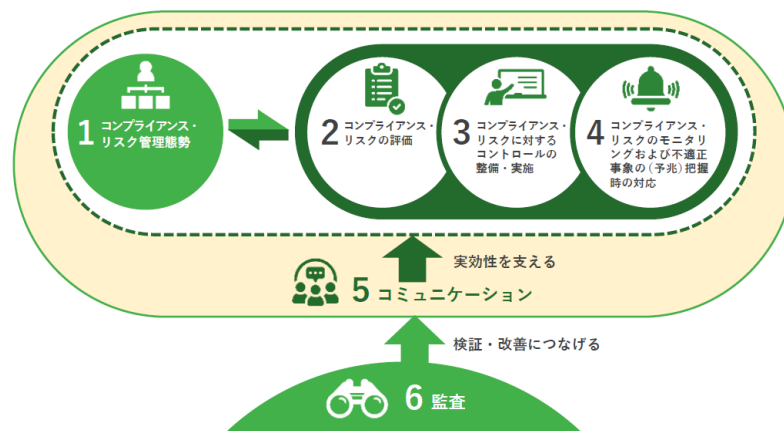 1 コンプライアンス・
リスク管理態勢
2 コンプライアンス・
リスクの評価
3 コンプライアンス・
リスクに対する
コントロールの
整備・実施
4 コンプライアンス・
リスクのモニタ
リングおよび不適正
事象の(予兆)把握
時の対応
実効性を支える
5 コミュニケーション
検証・改善につなげる
6 監査